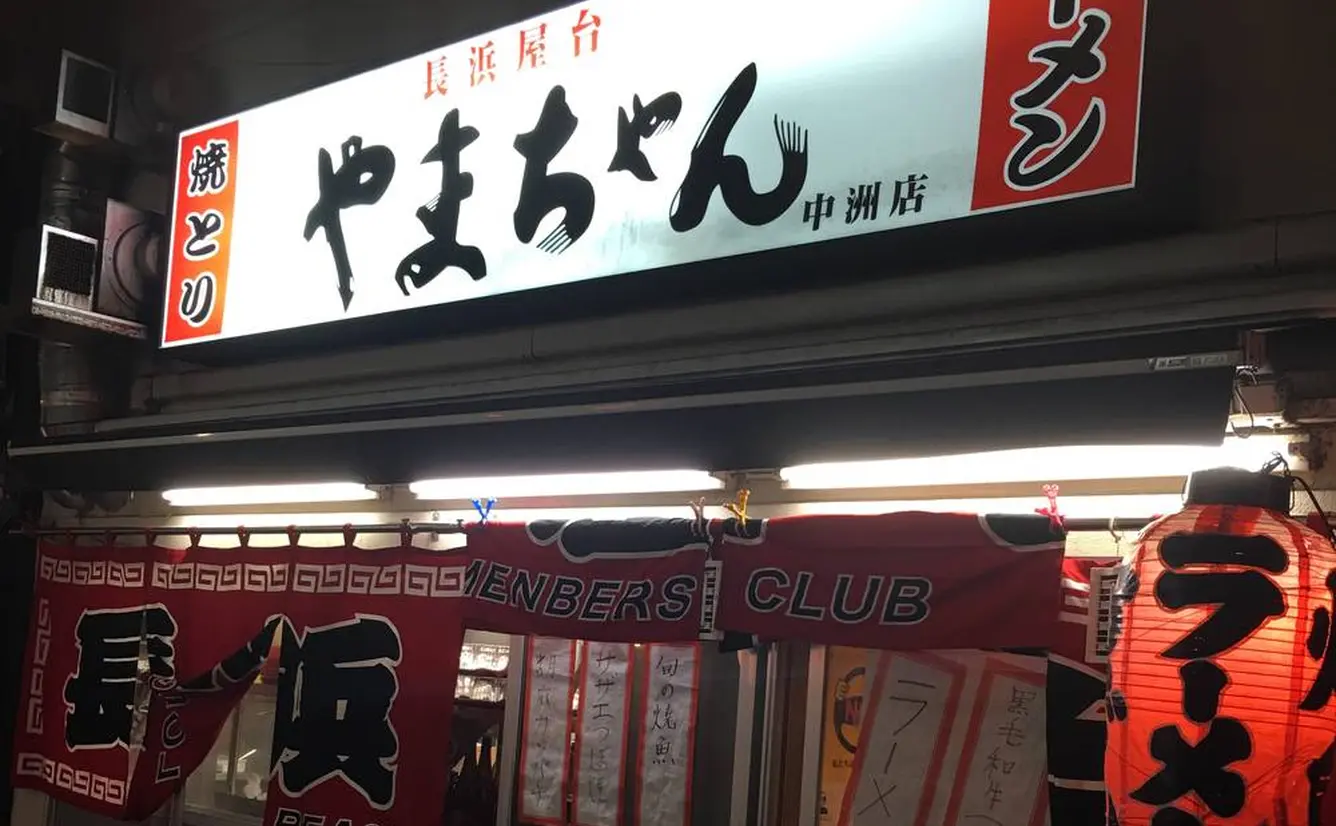 長浜屋台
焼とり
やまちゃん
中洲店
ーメン
MENBERS
CLUB
長
浜
旬の焼魚
サザエつぼ
ラーメ
黒毛和牛
ラーメ